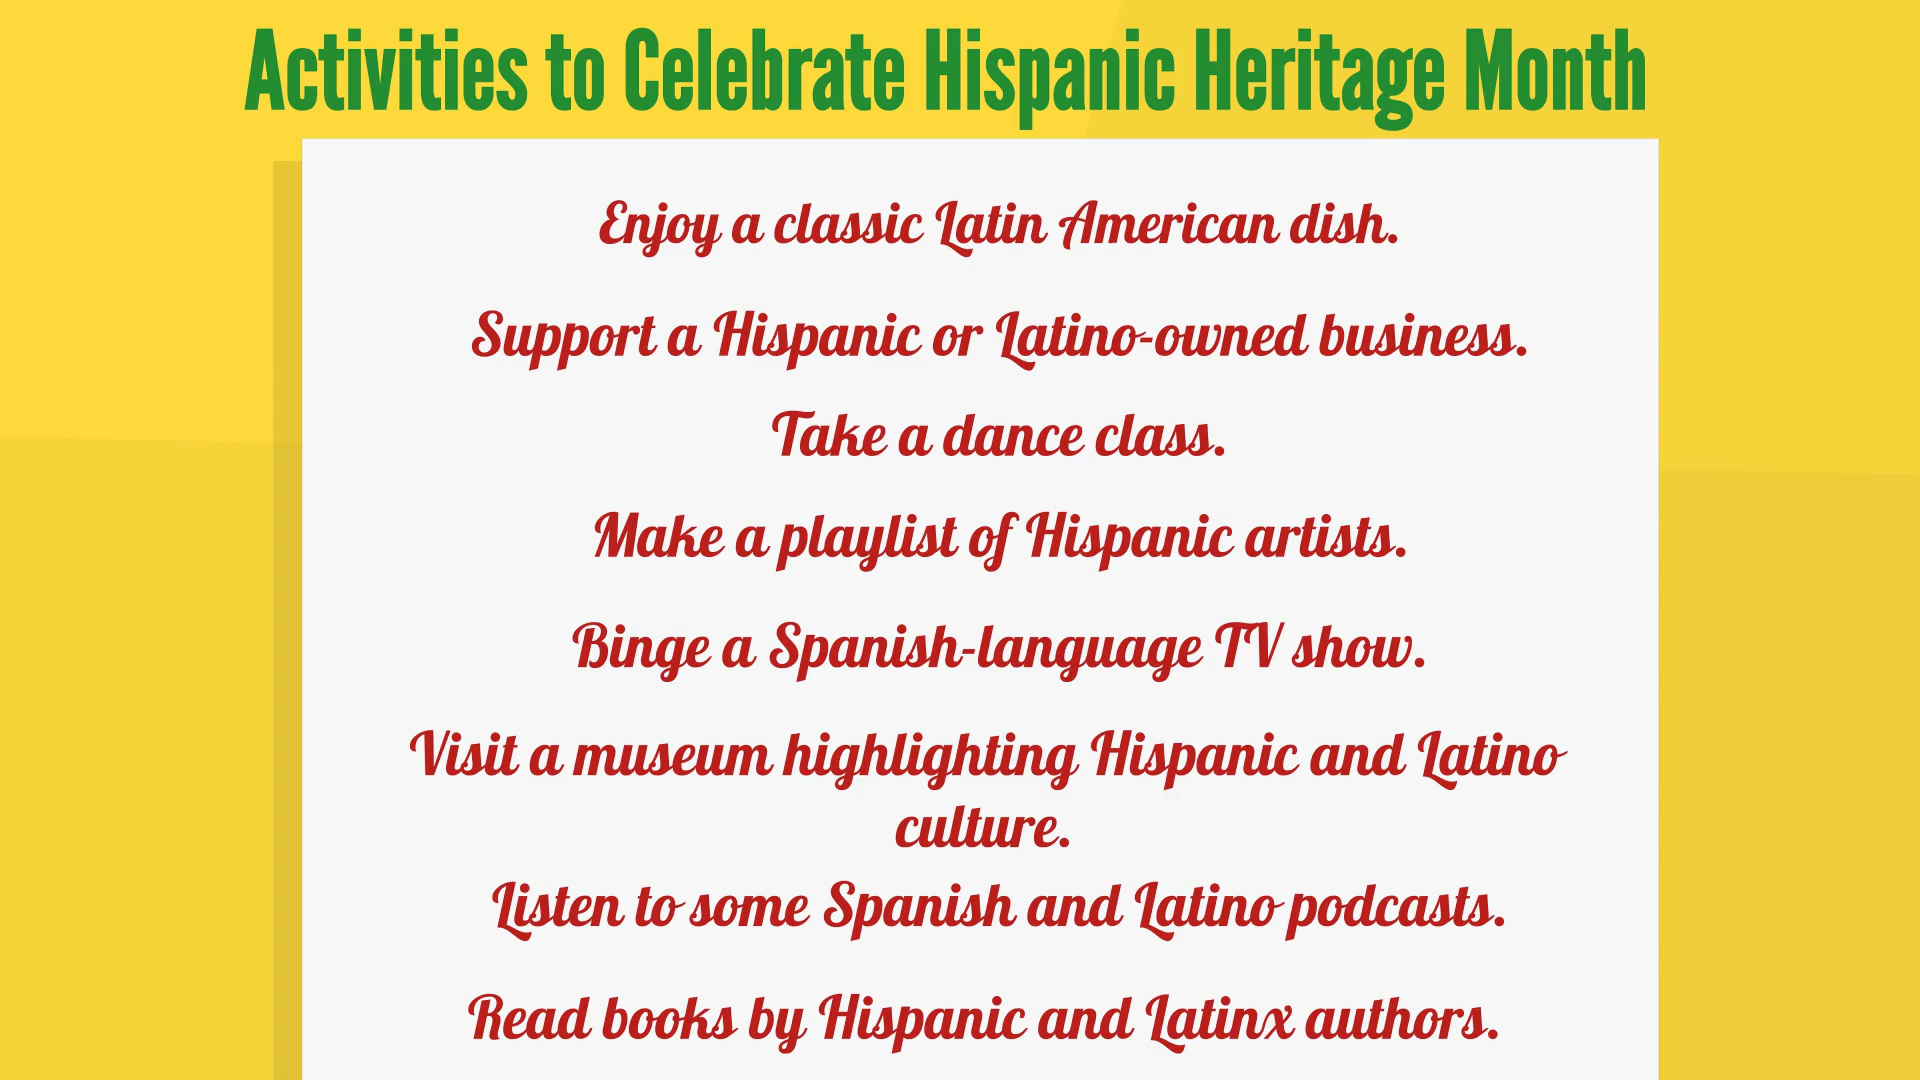 Activities to Celebrate Hispanic Heritage Month
Enjoy a classic Latin American dish.
Support a Hispanic or Latino-owned business.
Take a dance class.
Make a playlist of Hispanic artists.
Binge a Spanish-language TV show.
Visit a museum highlighting Hispanic and Latino
culture.
Listen to some Spanish and Latino podcasts.
Read books by Hispanic and Latinx authors.